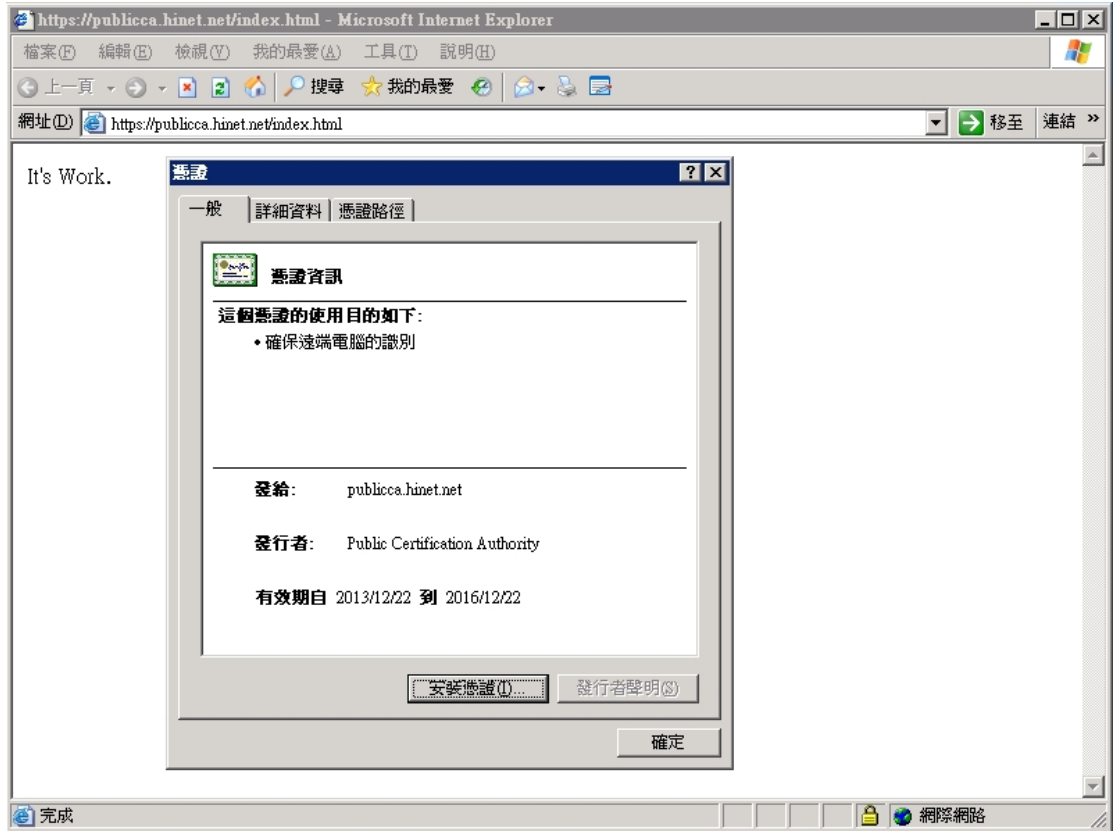 https://publicca.hinet.net/index.html - Microsoft Internet Explorer
檔案(F) 編輯(E) 檢視(V) 我的最愛(A) 工具(T) 說明(H)
上一頁 搜尋 我的最愛
網址(D) https://publicca.hinet.net/index.html 移至 連結 »
It's Work.
憑證
一般 詳細資料 憑證路徑
憑證資訊
這個憑證的使用目的如下:
• 確保遠端電腦的識別
發給: publicca.hinet.net
發行者: Public Certification Authority
有效期自 2013/12/22 到 2016/12/22
安裝憑證(I)... 發行者聲明(S)
確定
完成 網際網路